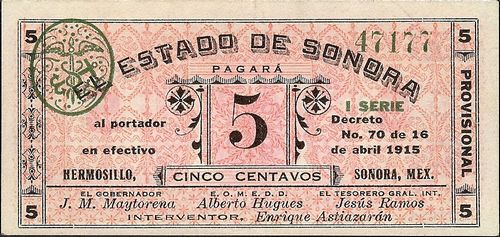 5 EL ESTADO DE SONORA 47177 5
PAGARÁ
5
I SERIE
al portador
en efectivo
Decreto
No. 70 de 16
de abril 1915
HERMOSILLO, CINCO CENTAVOS SONORA, MEX.
PROVISIONAL
EL GOBERNADOR E. O. M. E. D. D. EL TESORERO GRAL. INT.
J. M. Maytorena Alberto Hugues Jesús Ramos
5 INTERVENTOR, Enrique Astiazarán 5